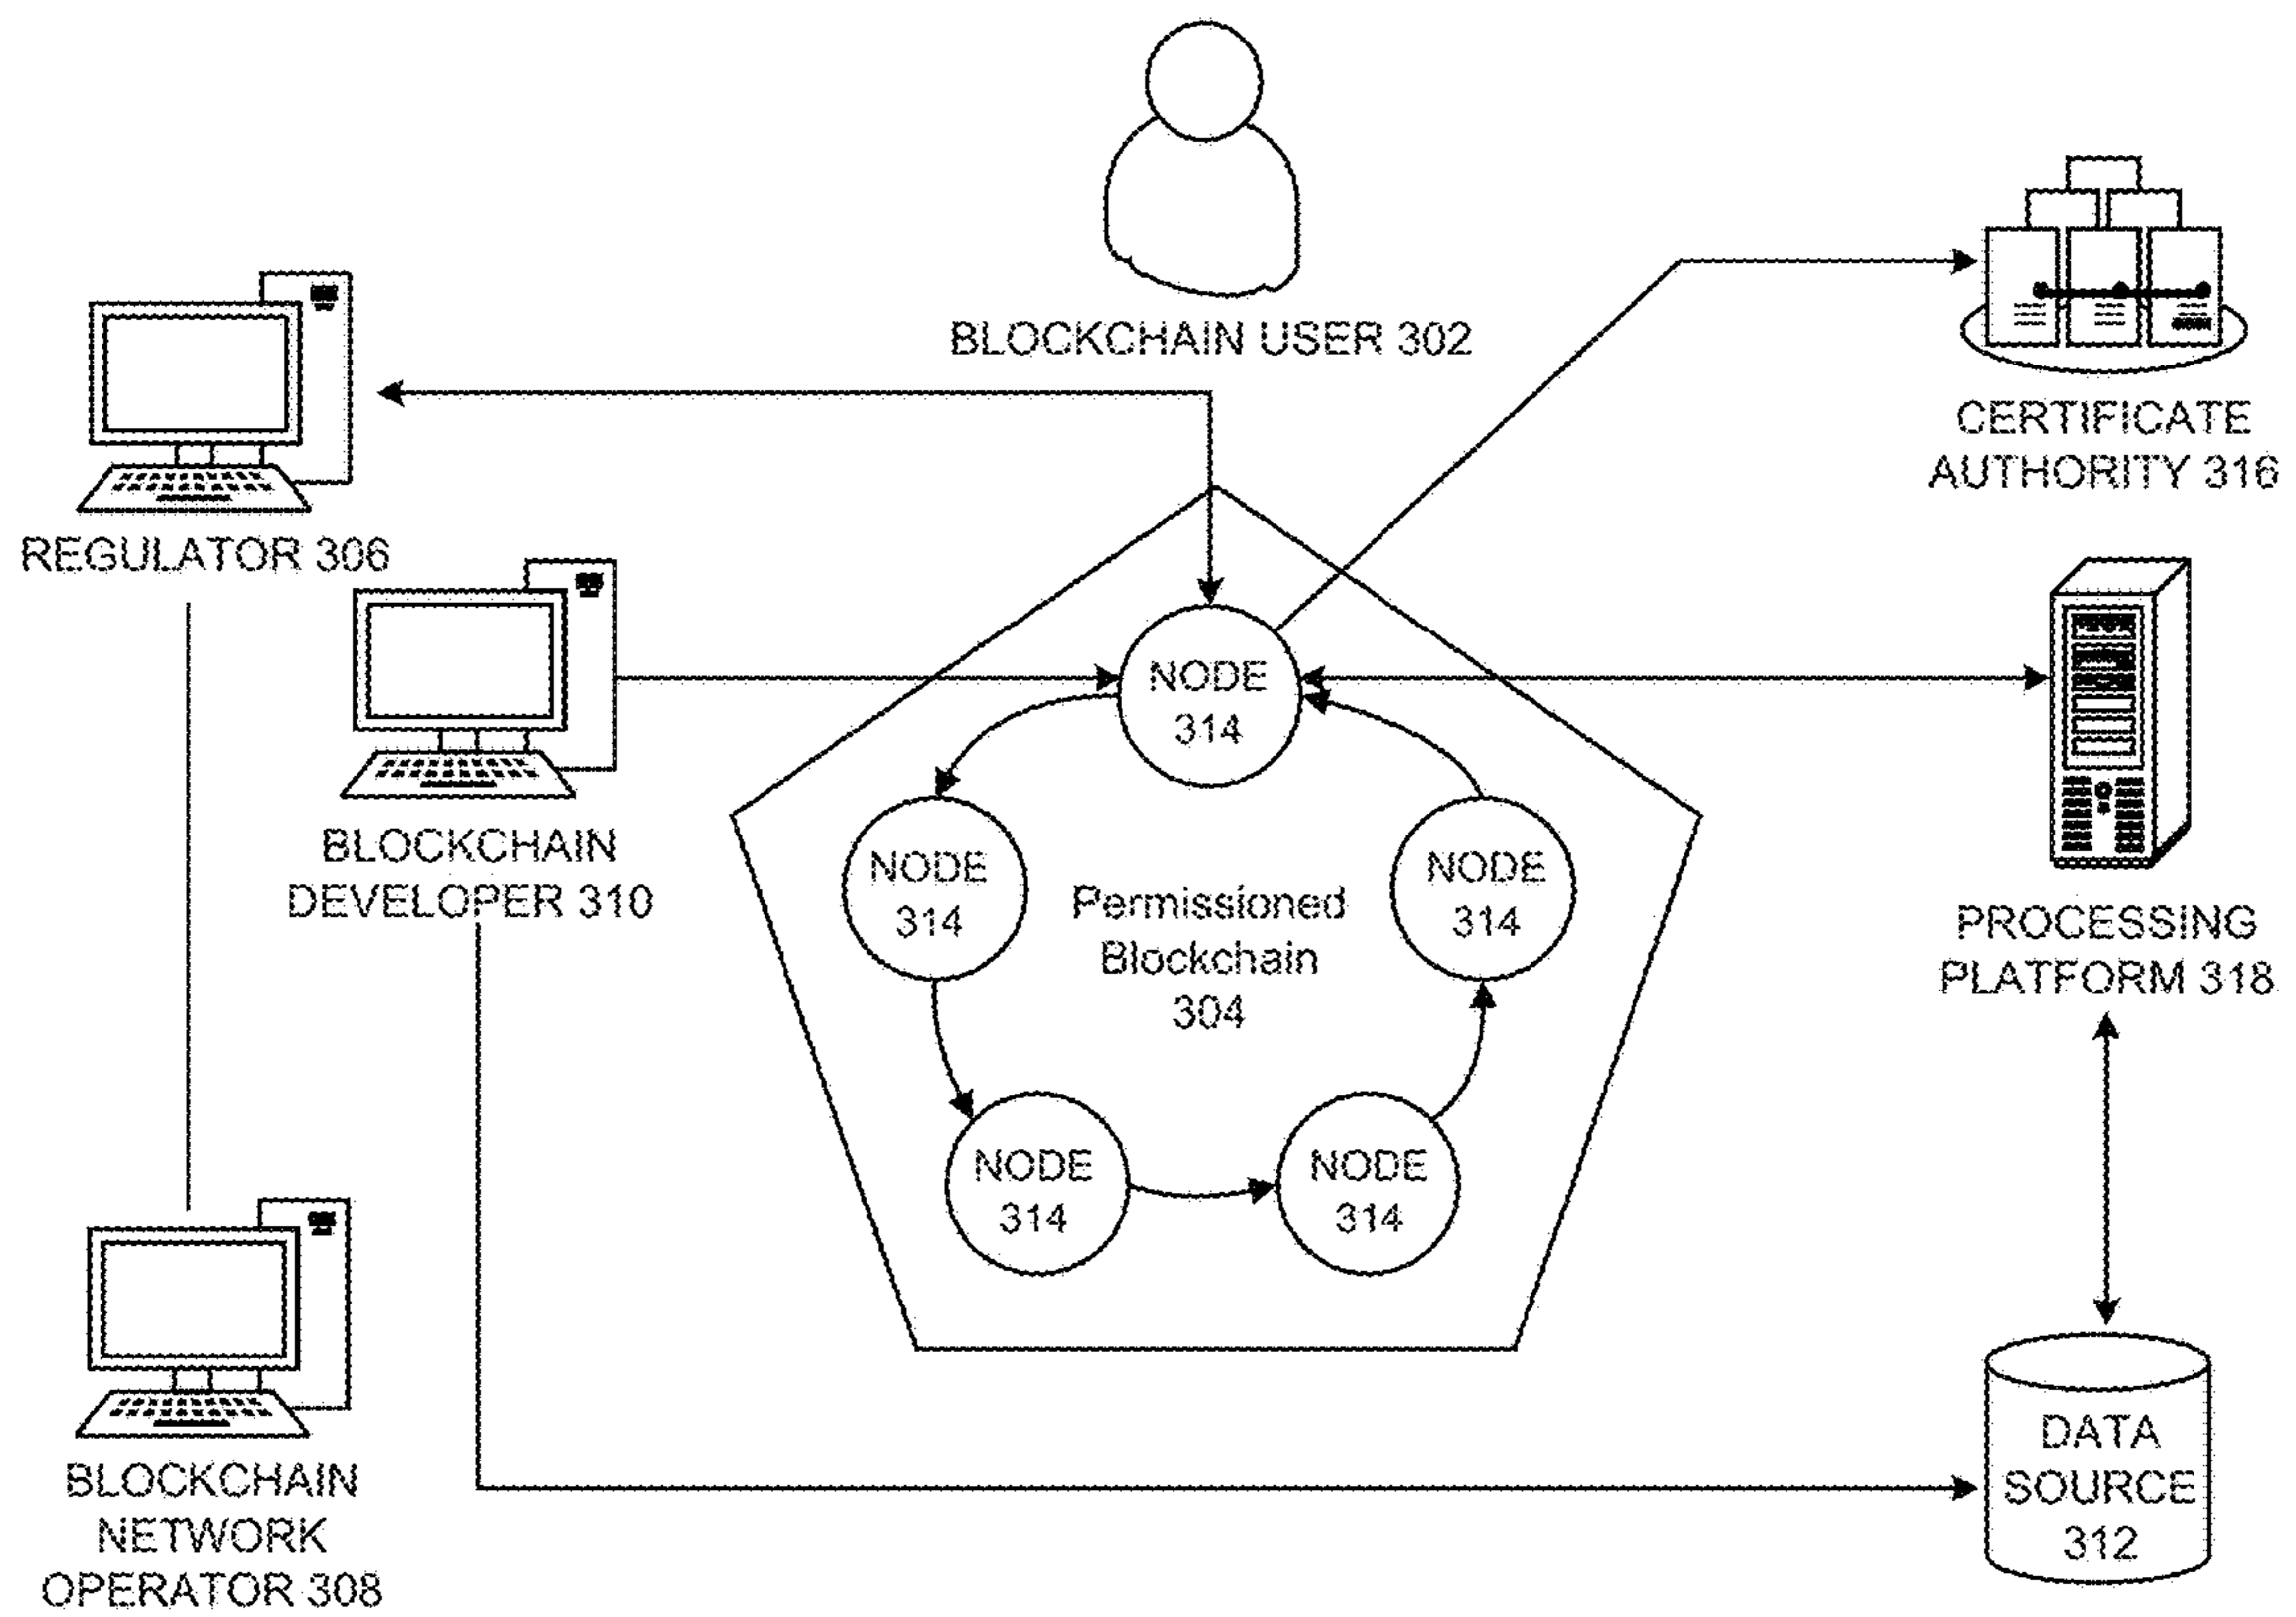 BLOCKCHAIN USER 302
CERTIFICATE
AUTHORITY 316
REGULATOR 306
BLOCKCHAIN
DEVELOPER 310
NODE
314
NODE
314
NODE
314
Permissioned
Blockchain
304
NODE
314
NODE
314
PROCESSING
PLATFORM 318
BLOCKCHAIN
NETWORK
OPERATOR 308
DATA
SOURCE
312